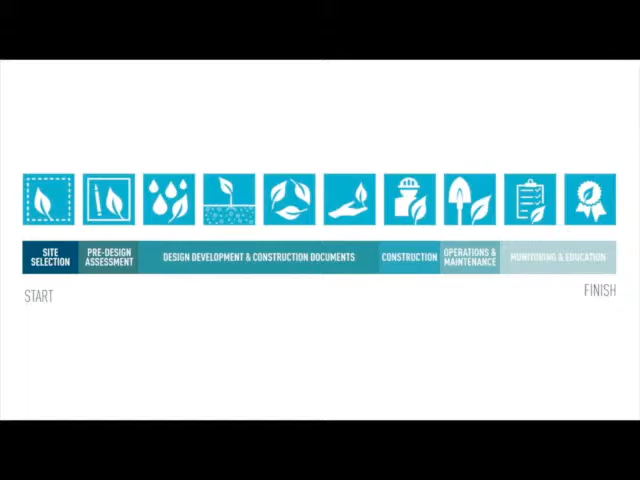 SITE
SELECTION
PRE-DESIGN
ASSESSMENT
DESIGN DEVELOPMENT & CONSTRUCTION DOCUMENTS
CONSTRUCTION
OPERATIONS &
MAINTENANCE
MONITORING & EDUCATION
START
FINISH